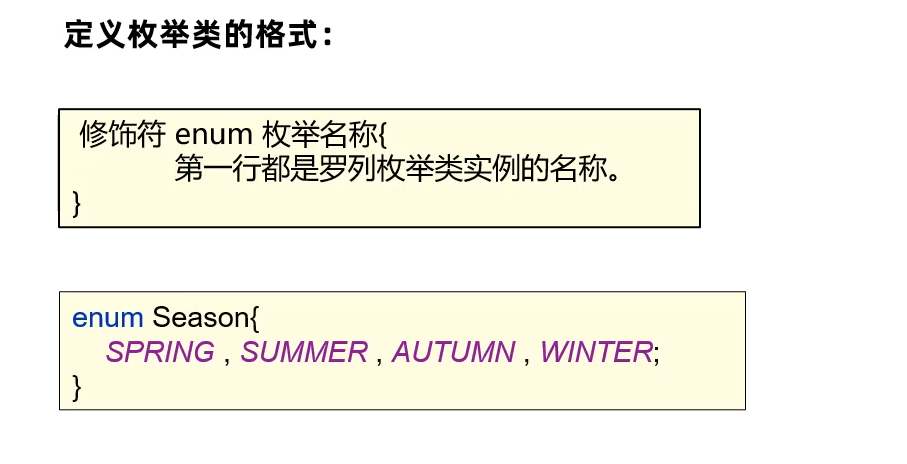 定义枚举类的格式：
修饰符 enum 枚举名称{
第一行都是罗列枚举类实例的名称。
}
enum Season{
SPRING , SUMMER , AUTUMN , WINTER;
}